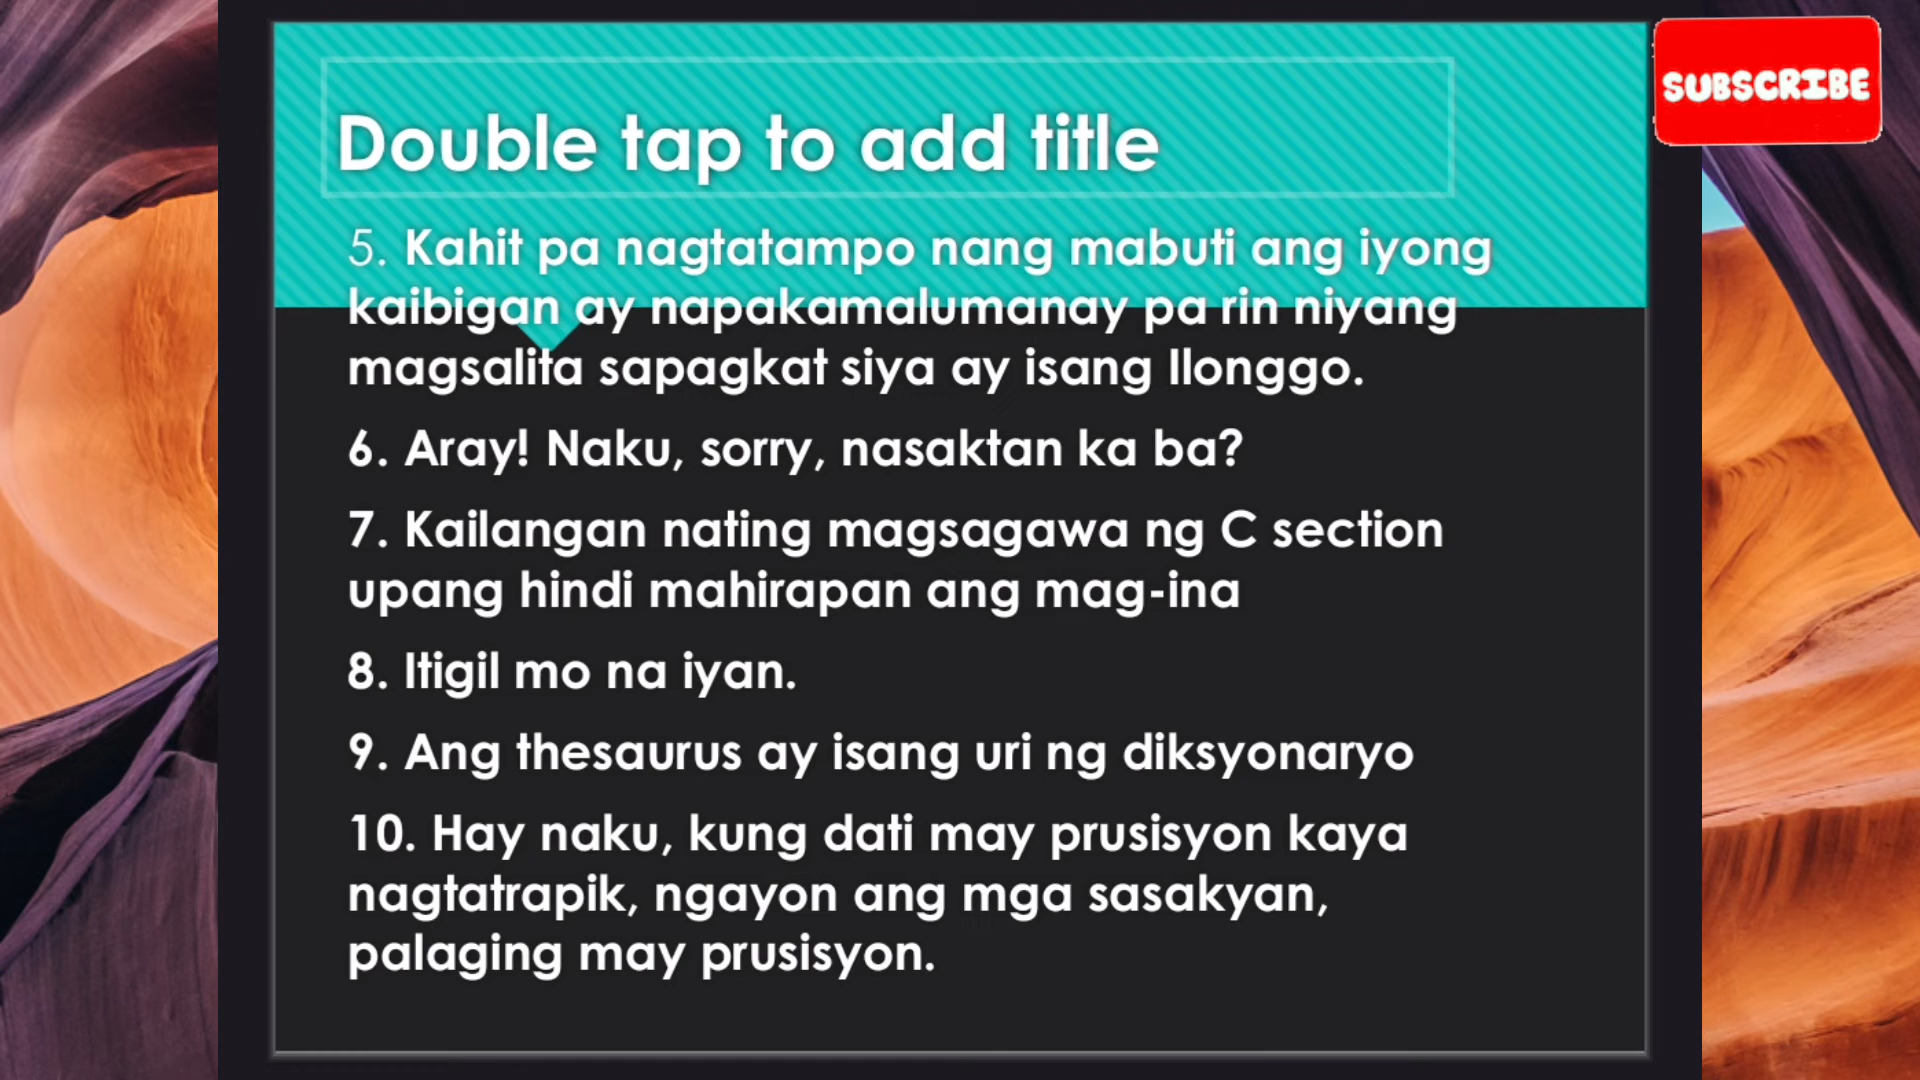 SUBSCRIBE
Double tap to add title
5. Kahit pa nagtatampo nang mabuti ang iyong
kaibigan ay napakamalumanay pa rin niyang
magsalita sapagkat siya ay isang Ilonggo.
6. Aray! Naku, sorry, nasaktan ka ba?
7. Kailangan nating magsagawa ng C section
upang hindi mahirapan ang mag-ina
8. Itigil mo na iyan.
9. Ang thesaurus ay isang uri ng diksyonaryo
10. Hay naku, kung dati may prusisyon kaya
nagtatrapik, ngayon ang mga sasakyan,
palaging may prusisyon.